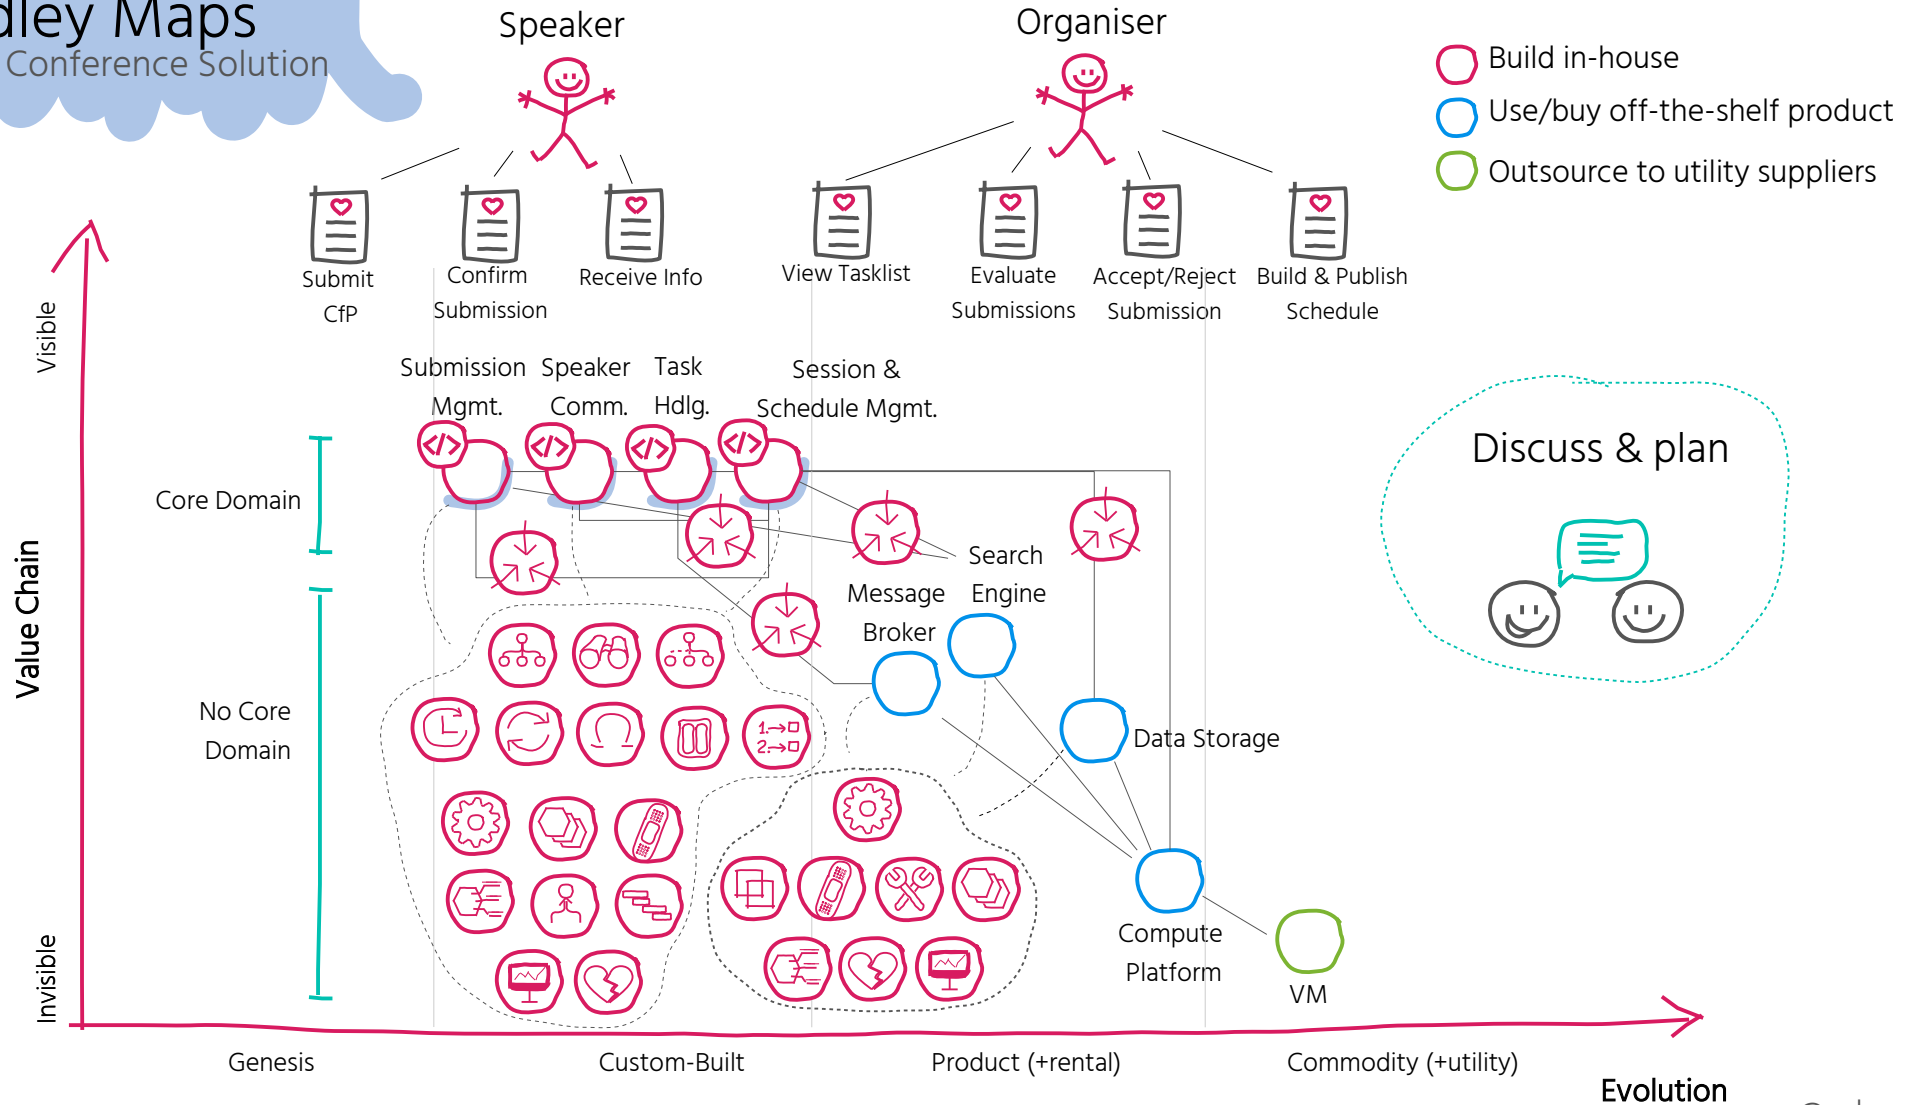 dley Maps
Conference Solution
Speaker
Organiser
Build in-house
Use/buy off-the-shelf product
Outsource to utility suppliers
Submit
CfP
Confirm
Submission
Receive Info
View Tasklist
Evaluate
Submissions
Accept/Reject
Submission
Build & Publish
Schedule
Visible
Value Chain
Invisible
Submission
Mgmt.
Speaker
Comm.
Task
Hdlg.
Session &
Schedule Mgmt.
</>
</>
</>
</>
Core Domain
No Core
Domain
Search
Engine
Message
Broker
Data Storage
1.
2.
Compute
Platform
VM
Discuss & plan
Genesis
Custom-Built
Product (+rental)
Commodity (+utility)
Evolution